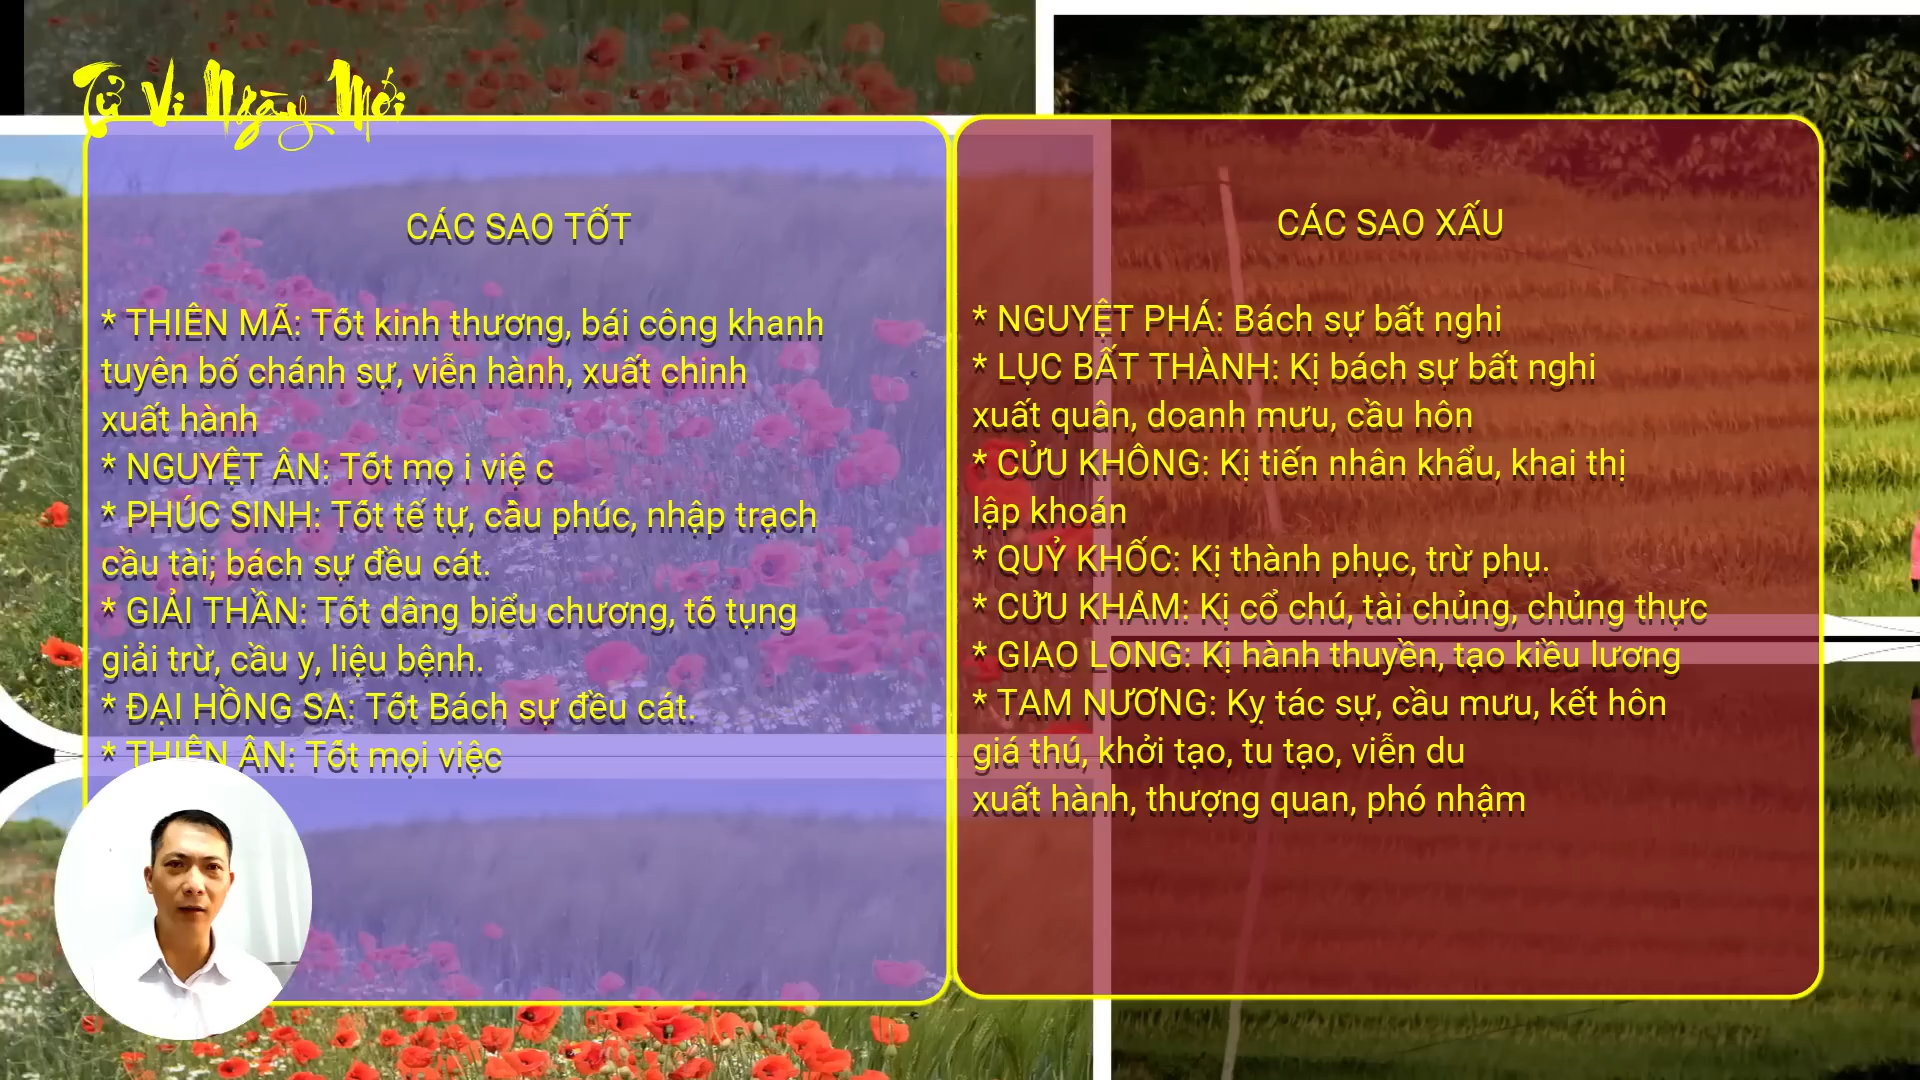 Tử Vi Ngày Mới
CÁC SAO TỐT
* THIÊN MÃ: Tốt kinh thương, bái công khanh
tuyên bố chánh sự, viễn hành, xuất chinh
xuất hành
* NGUYỆT ÂN: Tốt mọ i việ c
* PHÚC SINH: Tốt tế tự, cầu phúc, nhập trạch
cầu tài; bách sự đều cát.
* GIẢI THẦN: Tốt dâng biểu chương, tố tụng
giải trừ, cầu y, liệu bệnh.
* ĐẠI HỒNG SA: Tốt Bách sự đều cát.
* THIÊN ÂN: Tốt mọi việc
CÁC SAO XẤU
* NGUYỆT PHÁ: Bách sự bất nghi
* LỤC BẤT THÀNH: Kị bách sự bất nghi
xuất quân, doanh mưu, cầu hôn
* CỬU KHÔNG: Kị tiến nhân khẩu, khai thị
lập khoán
* QUỶ KHỐC: Kị thành phục, trừ phụ.
* CỬU KHẢM: Kị cổ chú, tài chủng, chủng thực
* GIAO LONG: Kị hành thuyền, tạo kiều lương
* TAM NƯƠNG: Kỵ tác sự, cầu mưu, kết hôn
giá thú, khởi tạo, tu tạo, viễn du
xuất hành, thượng quan, phó nhậm